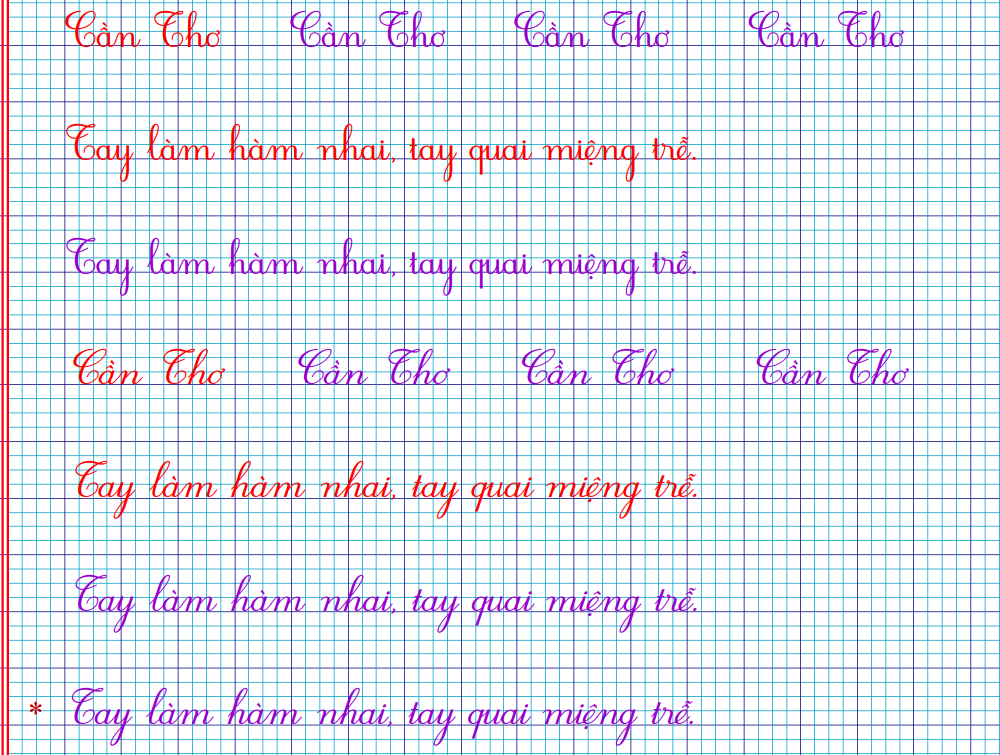 Cần Thơ Cần Thơ Cần Thơ Cần Thơ
Tay làm hàm nhai, tay quai miệng trễ.
Tay làm hàm nhai, tay quai miệng trễ.
Cần Thơ Cần Thơ Cần Thơ Cần Thơ
Tay làm hàm nhai, tay quai miệng trễ.
Tay làm hàm nhai, tay quai miệng trễ.
* Tay làm hàm nhai, tay quai miệng trễ.